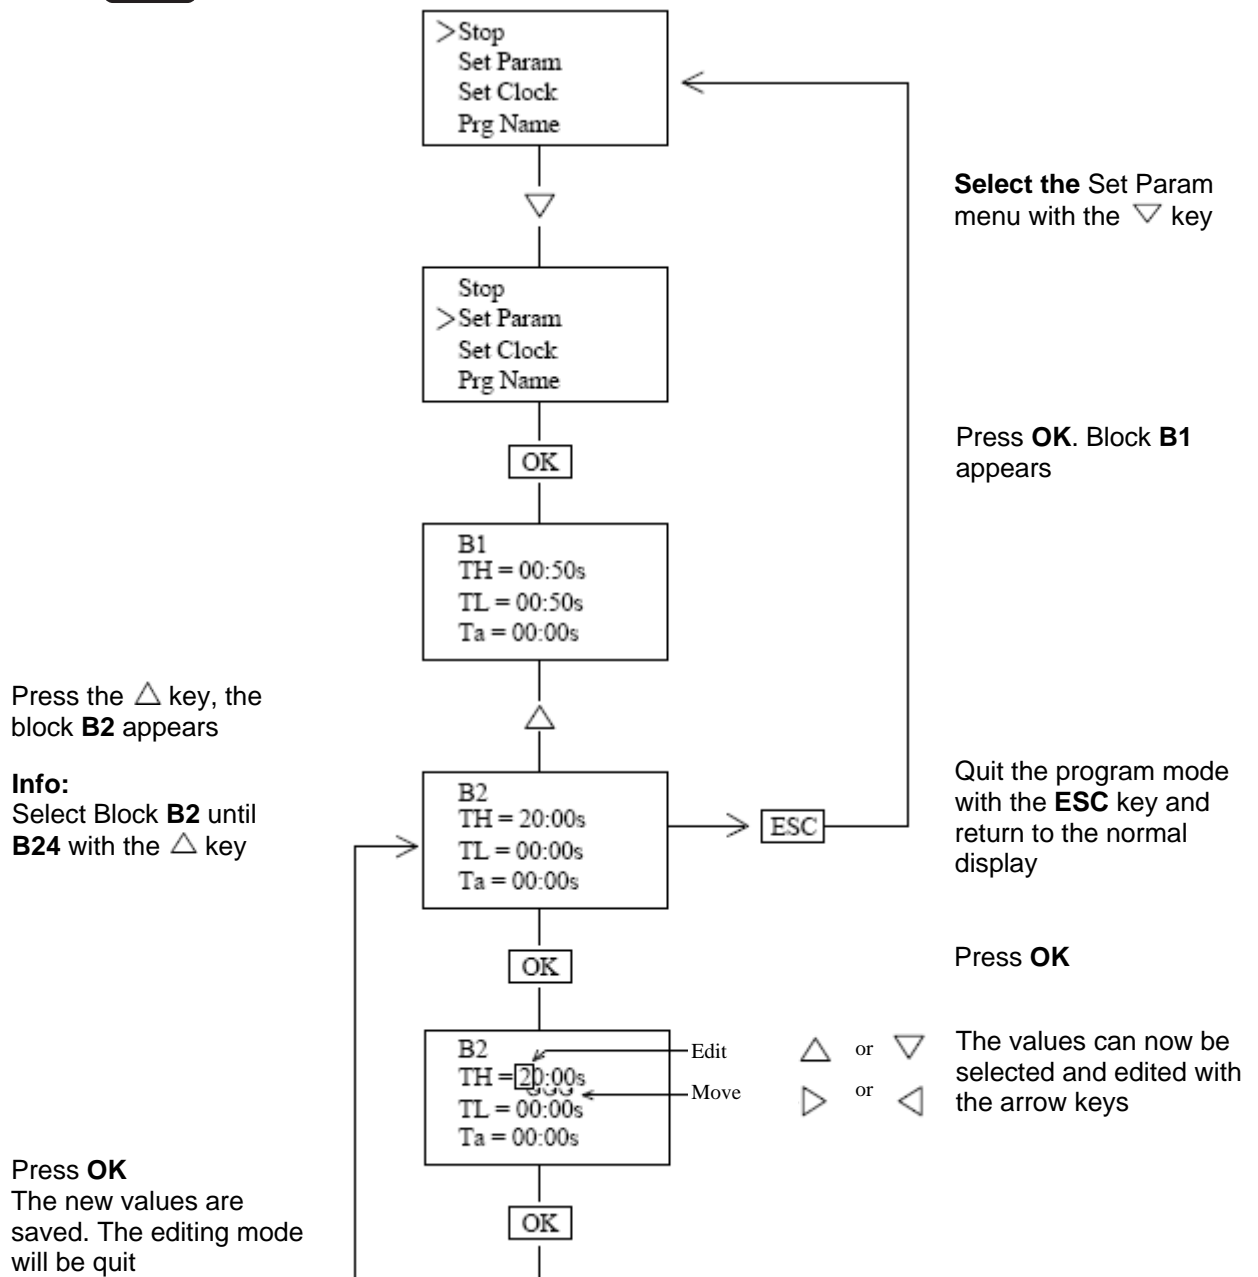 >Stop
Set Param
Set Clock
Prg Name
Select the Set Param
menu with the ▽ key
Stop
>Set Param
Set Clock
Prg Name
Press OK. Block B1
appears
OK
B1
TH = 00:50s
TL = 00:50s
Ta = 00:00s
Press the △ key, the
block B2 appears
Info:
Select Block B2 until
B24 with the △ key
B2
TH = 20:00s
TL = 00:00s
Ta = 00:00s
ESC
Quit the program mode
with the ESC key and
return to the normal
display
OK
Press OK
B2
TH = 20:00s
TL = 00:00s
Ta = 00:00s
Edit △ or ▽
Move ▷ or ◁
The values can now be
selected and edited with
the arrow keys
Press OK
The new values are
saved. The editing mode
will be quit
OK